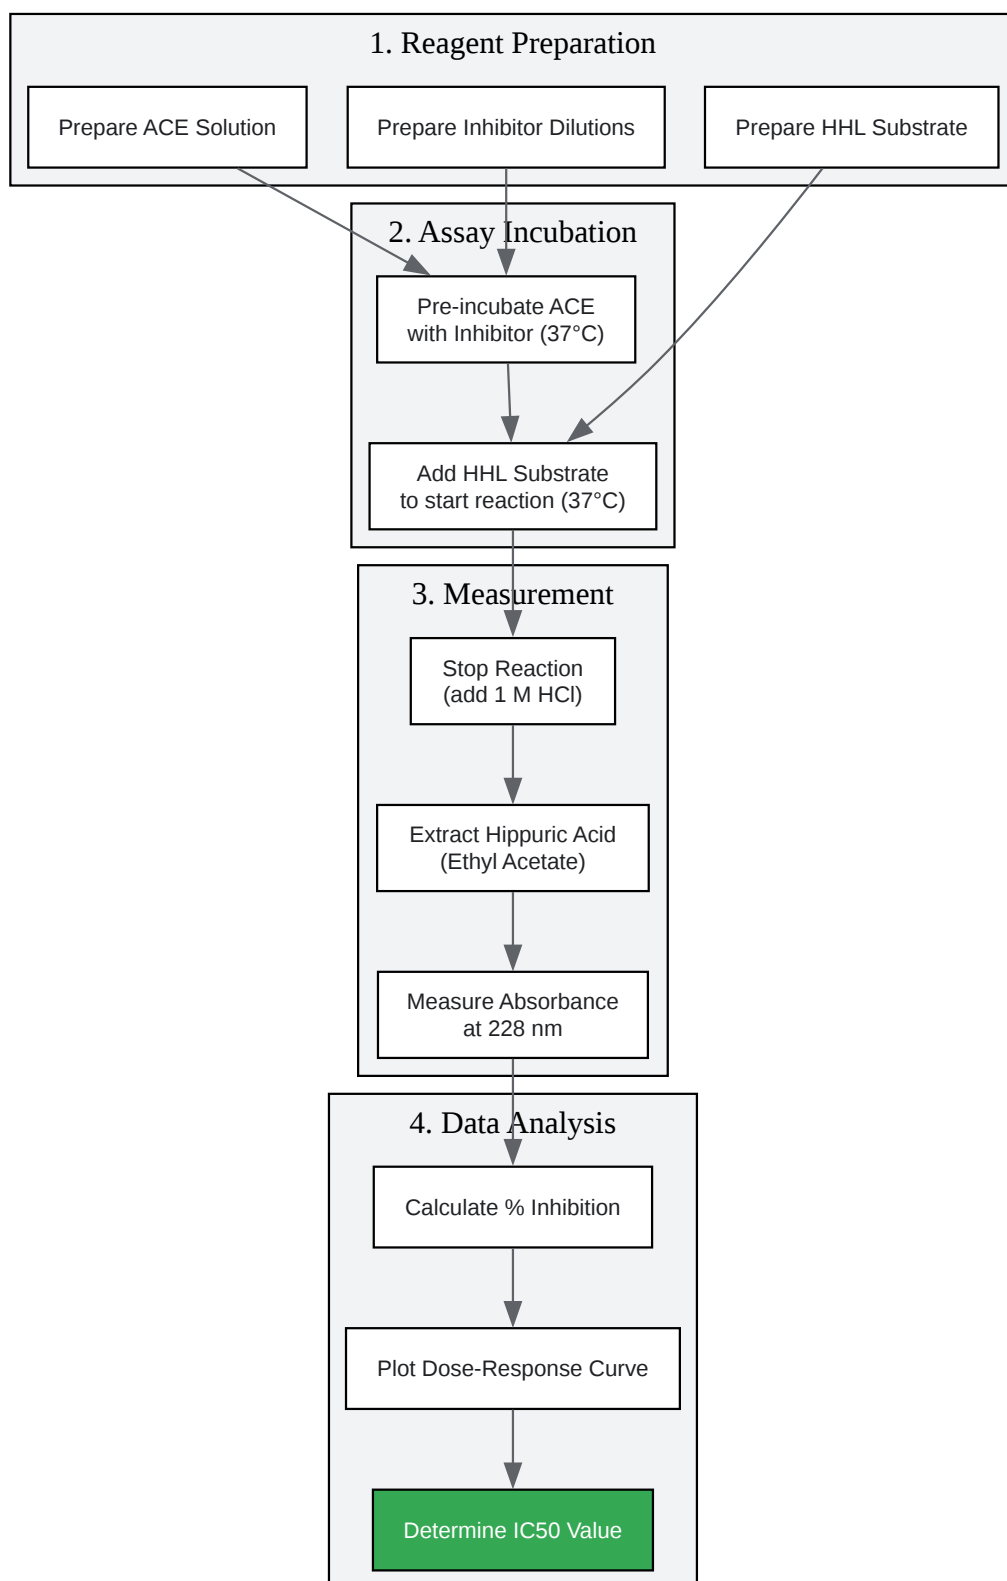 1. Reagent Preparation
Prepare ACE Solution
Prepare Inhibitor Dilutions
Prepare HHL Substrate
2. Assay Incubation
Pre-incubate ACE
with Inhibitor (37°C)
Add HHL Substrate
to start reaction (37°C)
3. Measurement
Stop Reaction
(add 1 M HCl)
Extract Hippuric Acid
(Ethyl Acetate)
Measure Absorbance
at 228 nm
4. Data Analysis
Calculate % Inhibition
Plot Dose-Response Curve
Determine IC50 Value